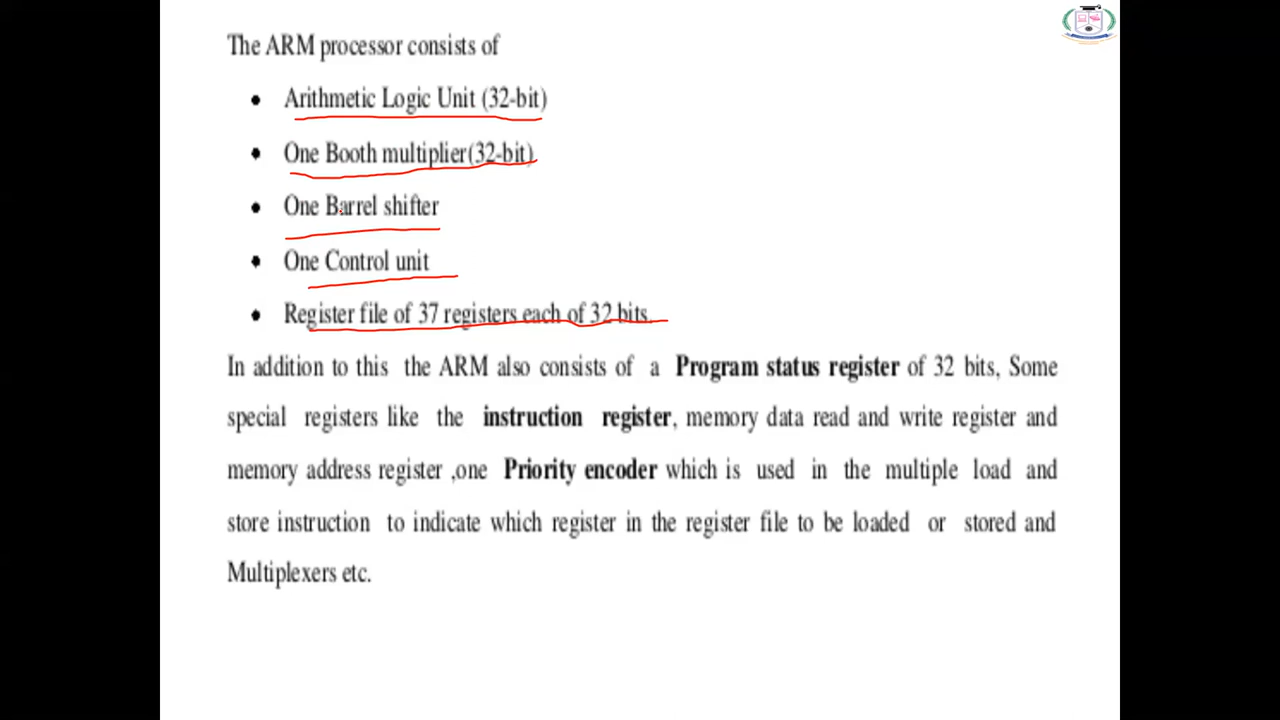 The ARM processor consists of
• Arithmetic Logic Unit (32-bit)
• One Booth multiplier(32-bit)
• One Barrel shifter
• One Control unit
• Register file of 37 registers each of 32 bits.
In addition to this the ARM also consists of a Program status register of 32 bits, Some
special registers like the instruction register, memory data read and write register and
memory address register ,one Priority encoder which is used in the multiple load and
store instruction to indicate which register in the register file to be loaded or stored and
Multiplexers etc.